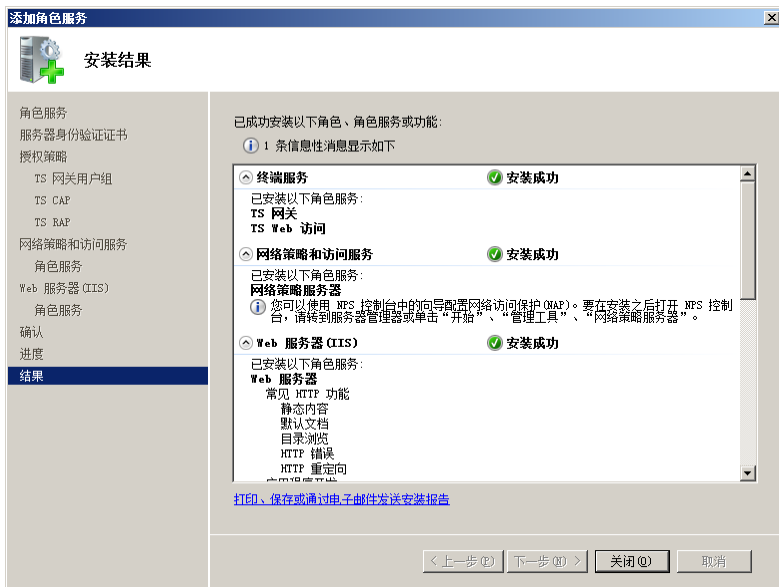 添加角色服务
安装结果
角色服务
服务器身份验证证书
授权策略
TS 网关用户组
TS CAP
TS RAP
网络策略和访问服务
角色服务
Web 服务器(IIS)
角色服务
确认
进度
结果
已成功安装以下角色、角色服务或功能:
1 条信息性消息显示如下
终端服务 安装成功
已安装以下角色服务:
TS 网关
TS Web 访问
网络策略和访问服务 安装成功
已安装以下角色服务:
网络策略服务器
您可以使用 NPS 控制台中的向导配置网络访问保护(NAP)。要在安装之后打开 NPS 控制
台，请转到服务器管理器或单击“开始”、“管理工具”、“网络策略服务器”。
Web 服务器(IIS) 安装成功
已安装以下角色服务:
Web 服务器
常见 HTTP 功能
静态内容
默认文档
目录浏览
HTTP 错误
HTTP 重定向
打印、保存或通过电子邮件发送安装报告
< 上一步(P) 下一步(N) > 关闭(O) 取消